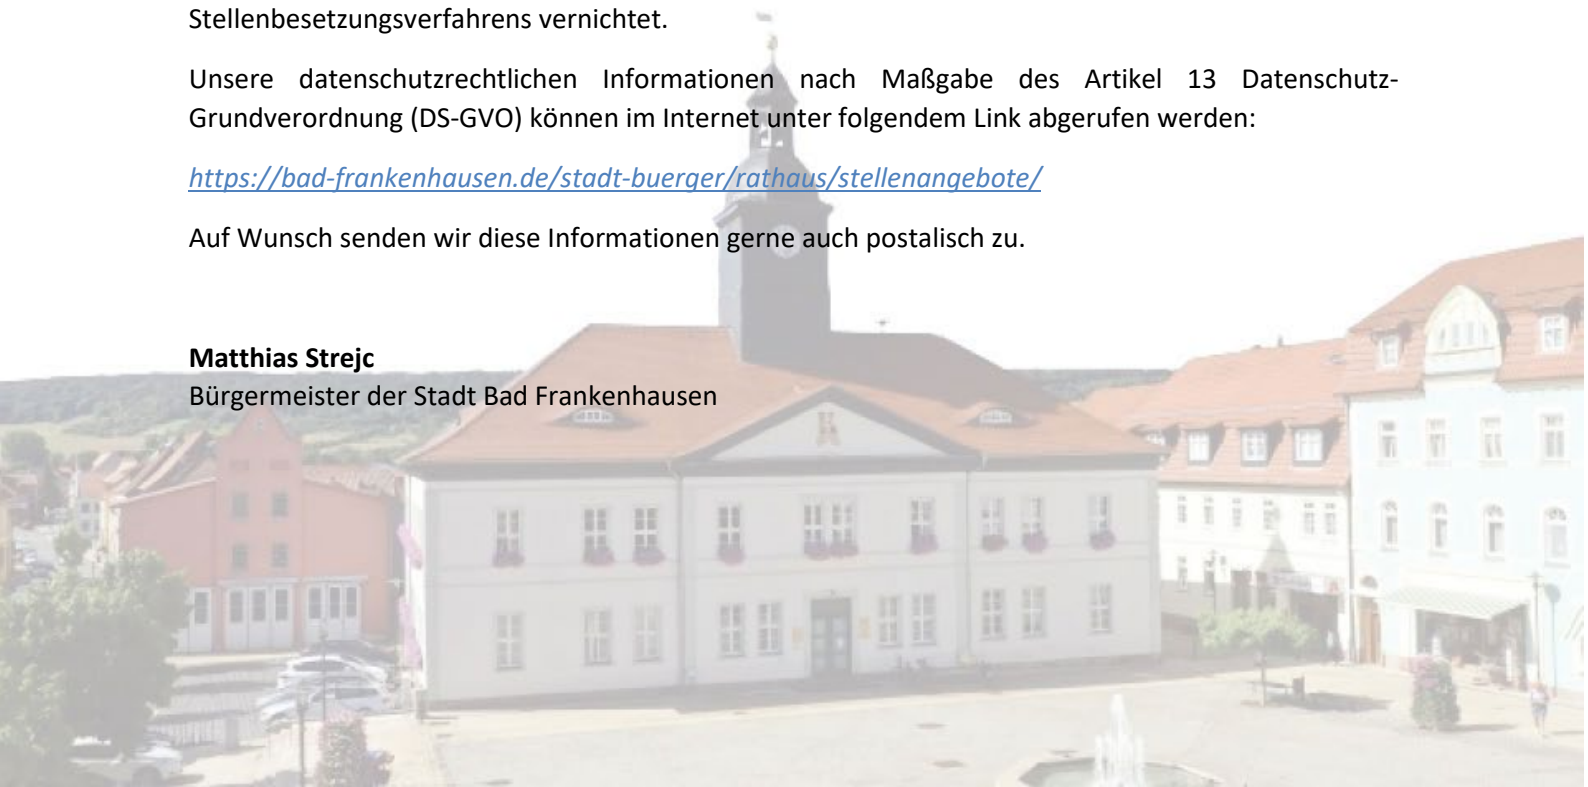 Stellenbesetzungsverfahrens vernichtet.
Unsere datenschutzrechtlichen Informationen nach Maßgabe des Artikel 13 Datenschutz-
Grundverordnung (DS-GVO) können im Internet unter folgendem Link abgerufen werden:
https://bad-frankenhausen.de/stadt-buerger/rathaus/stellenangebote/
Auf Wunsch senden wir diese Informationen gerne auch postalisch zu.
Matthias Strejc
Bürgermeister der Stadt Bad Frankenhausen